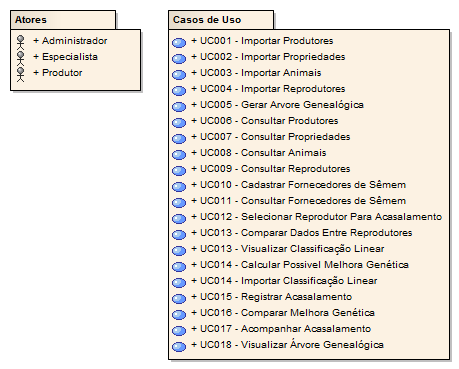 Atores
+ Administrador
+ Especialista
+ Produtor
Casos de Uso
+ UC001 - Importar Produtores
+ UC002 - Importar Propriedades
+ UC003 - Importar Animais
+ UC004 - Importar Reprodutores
+ UC005 - Gerar Arvore Genealógica
+ UC006 - Consultar Produtores
+ UC007 - Consultar Propriedades
+ UC008 - Consultar Animais
+ UC009 - Consultar Reprodutores
+ UC010 - Cadastrar Fornecedores de Sêmem
+ UC011 - Consultar Fornecedores de Sêmem
+ UC012 - Selecionar Reprodutor Para Acasalamento
+ UC013 - Comparar Dados Entre Reprodutores
+ UC013 - Visualizar Classificação Linear
+ UC014 - Calcular Possivel Melhora Genética
+ UC014 - Importar Classificação Linear
+ UC015 - Registrar Acasalamento
+ UC016 - Comparar Melhora Genética
+ UC017 - Acompanhar Acasalamento
+ UC018 - Visualizar Árvore Genealógica